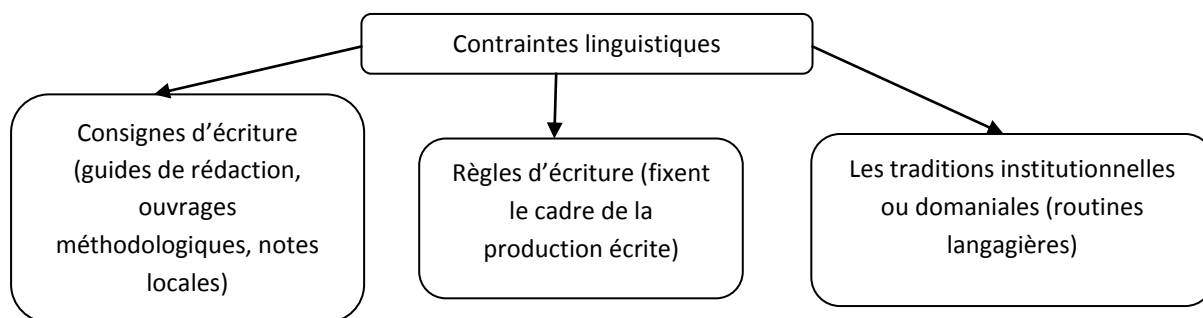 Contraintes linguistiques
Consignes d’écriture
(guides de rédaction,
ouvrages
méthodologiques, notes
locales)
Règles d’écriture (fixent
le cadre de la
production écrite)
Les traditions institutionnelles
ou domaniales (routines
langagières)